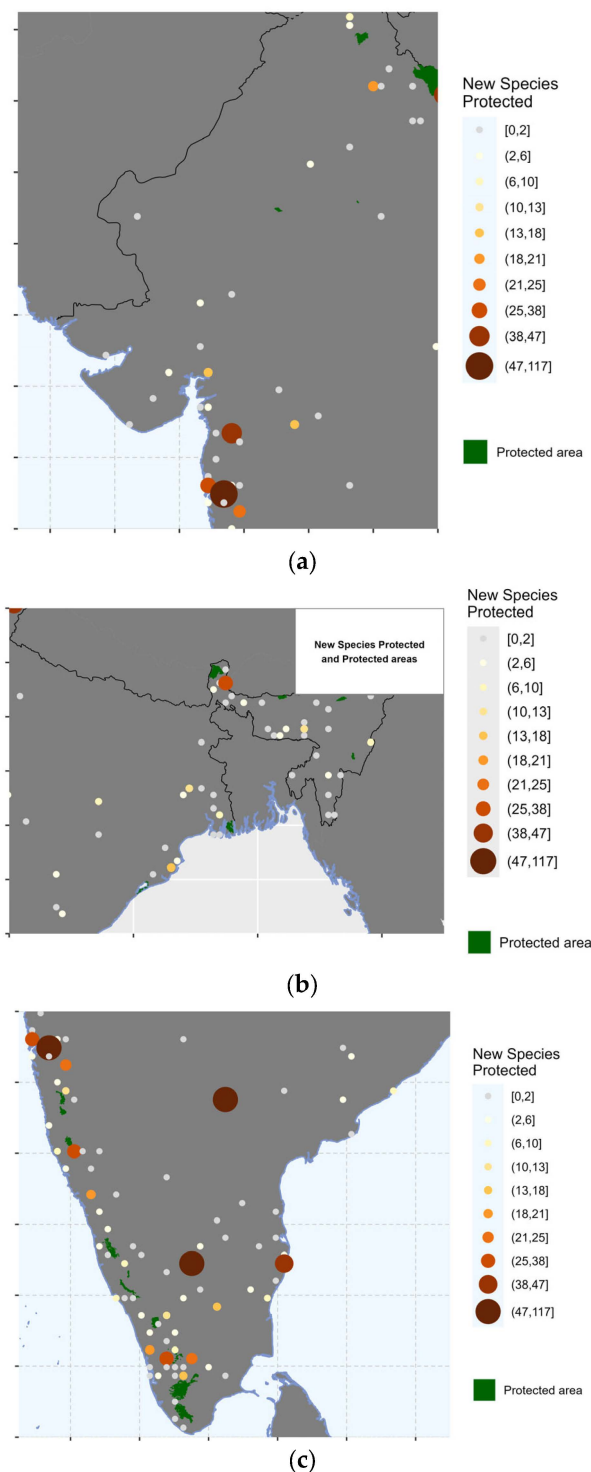 New Species
Protected
[0,2]
(2,6]
(6,10]
(10,13]
(13,18]
(18,21]
(21,25]
(25,38]
(38,47]
(47,117]
Protected area
(a)
New Species Protected
and Protected areas
New Species
Protected
[0,2]
(2,6]
(6,10]
(10,13]
(13,18]
(18,21]
(21,25]
(25,38]
(38,47]
(47,117]
Protected area
(b)
New Species
Protected
[0,2]
(2,6]
(6,10]
(10,13]
(13,18]
(18,21]
(21,25]
(25,38]
(38,47]
(47,117]
Protected area
(c)